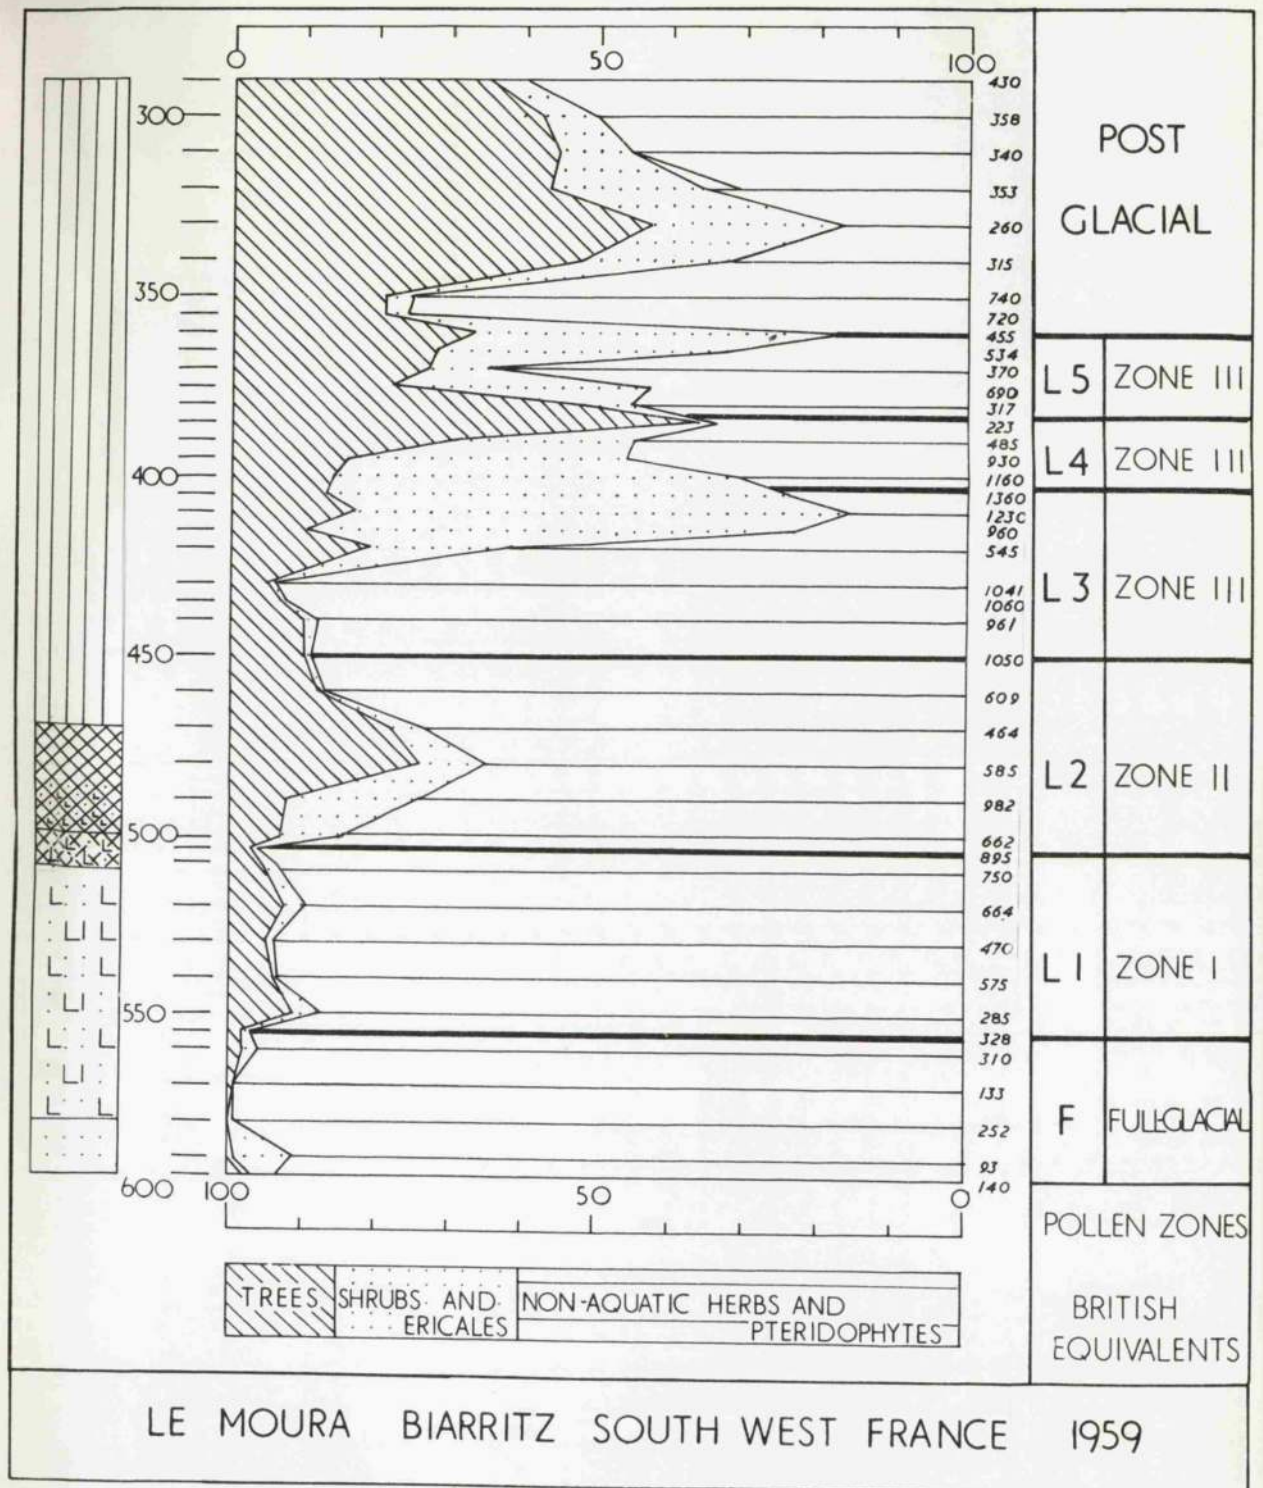 0 50 100
430
300 358
340
353
260
315
350 740
720
455
534
370
690
317
223
485
930
400 1160
1360
1230
960
545
1041
1060
961
450 1050
609
464
585
982
500 662
895
750
664
470
575
550 285
328
310
133
252
93
600 140
100 50 0
POST
GLACIAL
L5 ZONE III
L4 ZONE III
L3 ZONE III
L2 ZONE II
L1 ZONE I
F FULL-GLACIAL
POLLEN ZONES
BRITISH
EQUIVALENTS
TREES
SHRUBS AND
ERICALES
NON-AQUATIC HERBS AND
PTERIDOPHYTES
LE MOURA BIARRITZ SOUTH WEST FRANCE 1959